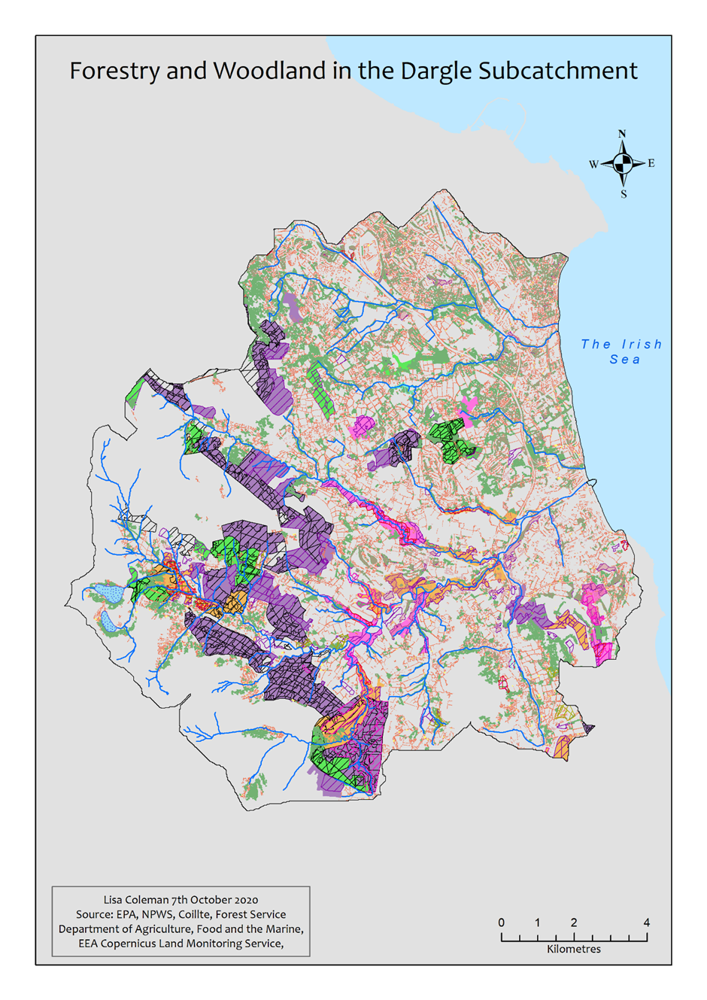 Forestry and Woodland in the Dargle Subcatchment
N
W E
S
The Irish
Sea
Lisa Coleman 7th October 2020
Source: EPA, NPWS, Coillte, Forest Service
Department of Agriculture, Food and the Marine,
EEA Copernicus Land Monitoring Service,
0 1 2 4
Kilometres